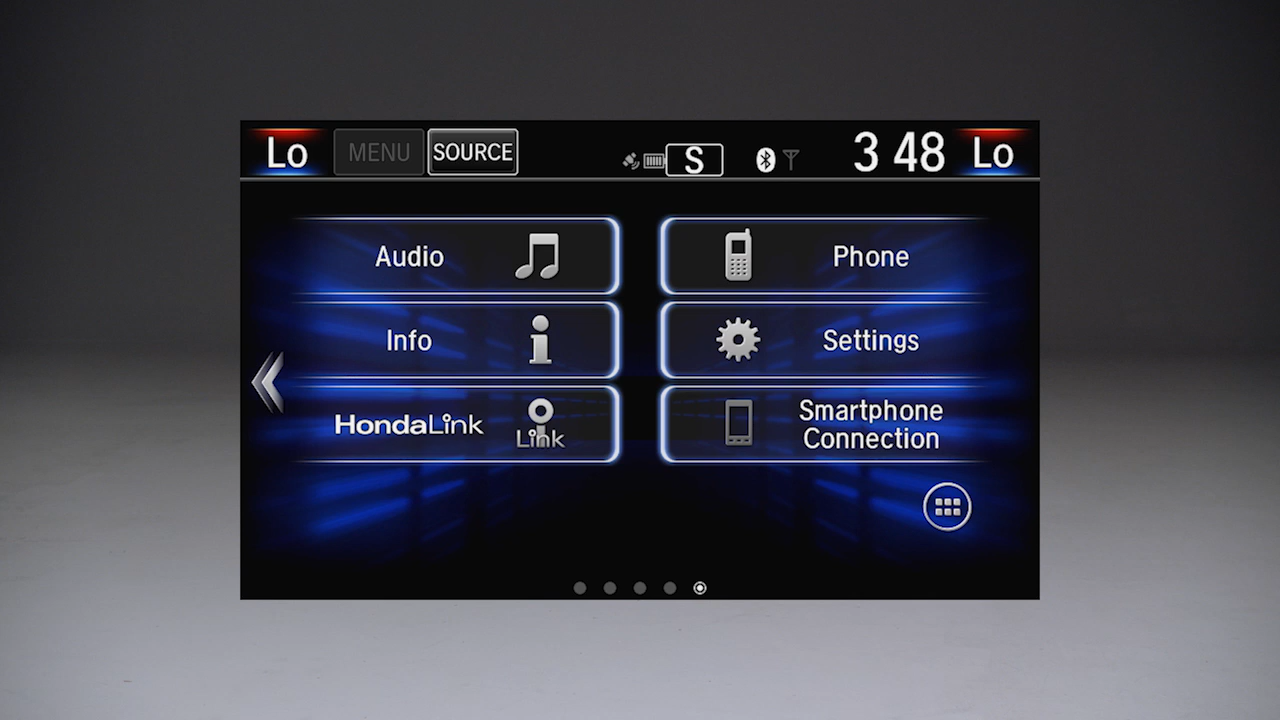 Lo MENU SOURCE S 3 48 Lo
Audio
Phone
Info
Settings
HondaLink
Link
Smartphone
Connection